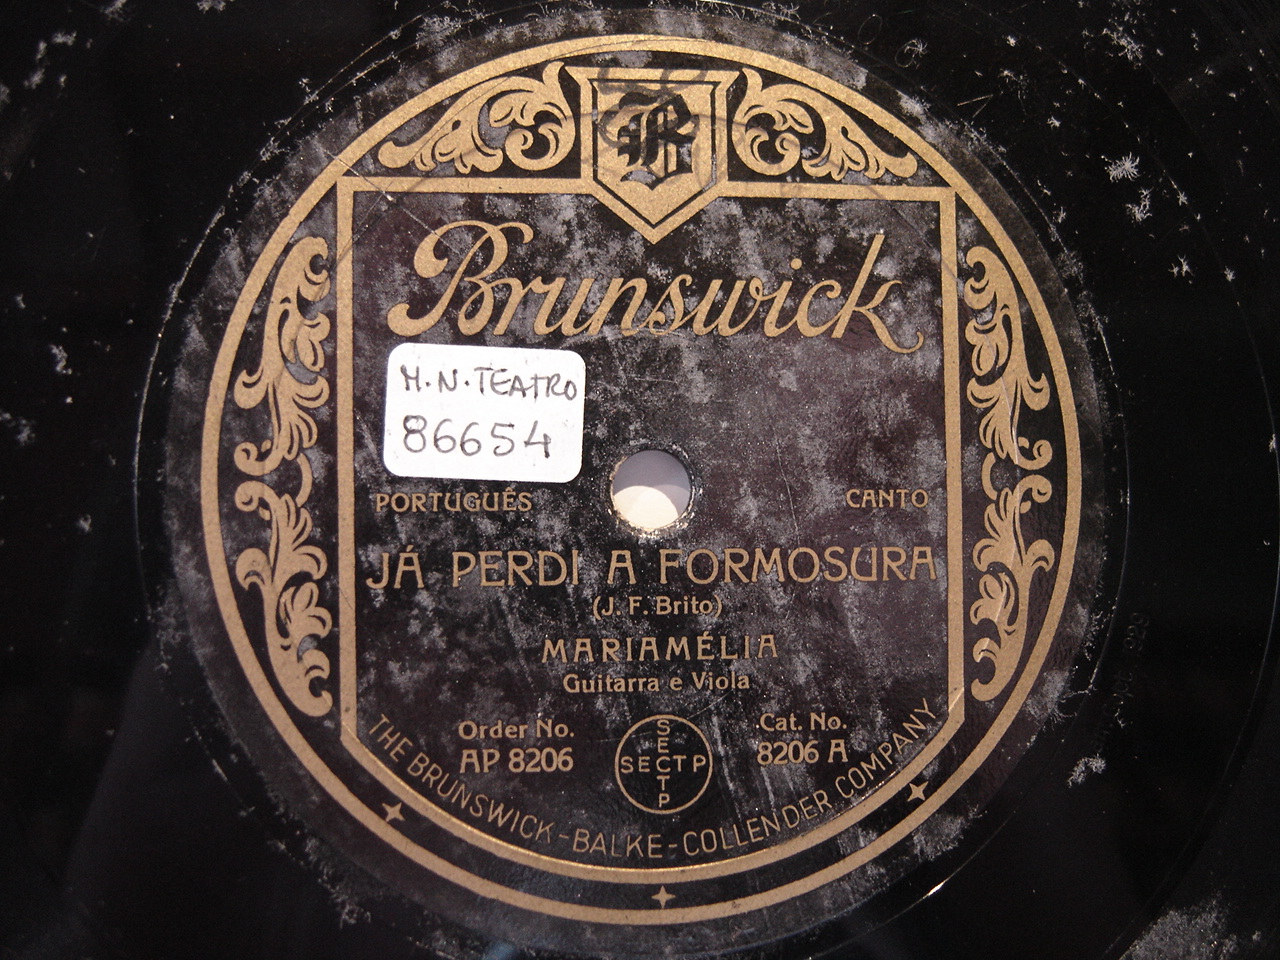 B
Brunswick
M.N. TEATRO
86654
PORTUGUÊS
CANTO
JÁ PERDI A FORMOSURA
(J. F. Brito)
MARIAMÉLIA
Guitarra e Viola
Order No.
AP 8206
SECTP
SECTP
Cat. No.
8206 A
THE BRUNSWICK-BALKE-COLLENDER COMPANY